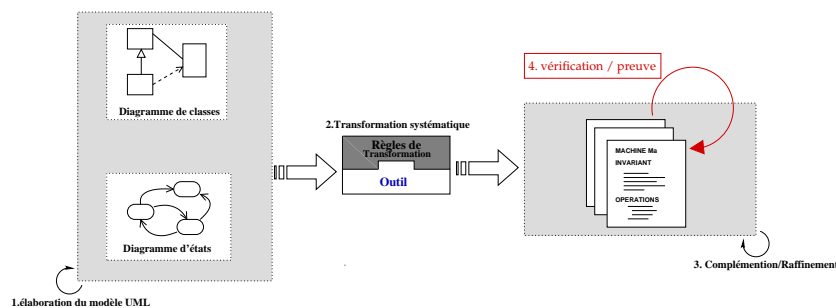 Diagramme de classes
Diagramme d'états
1.élaboration du modèle UML
2.Transformation systématique
Règles de
Transformation
Outil
4. vérification / preuve
MACHINE Ma
INVARIANT
OPERATIONS
3. Complémention/Raffinement